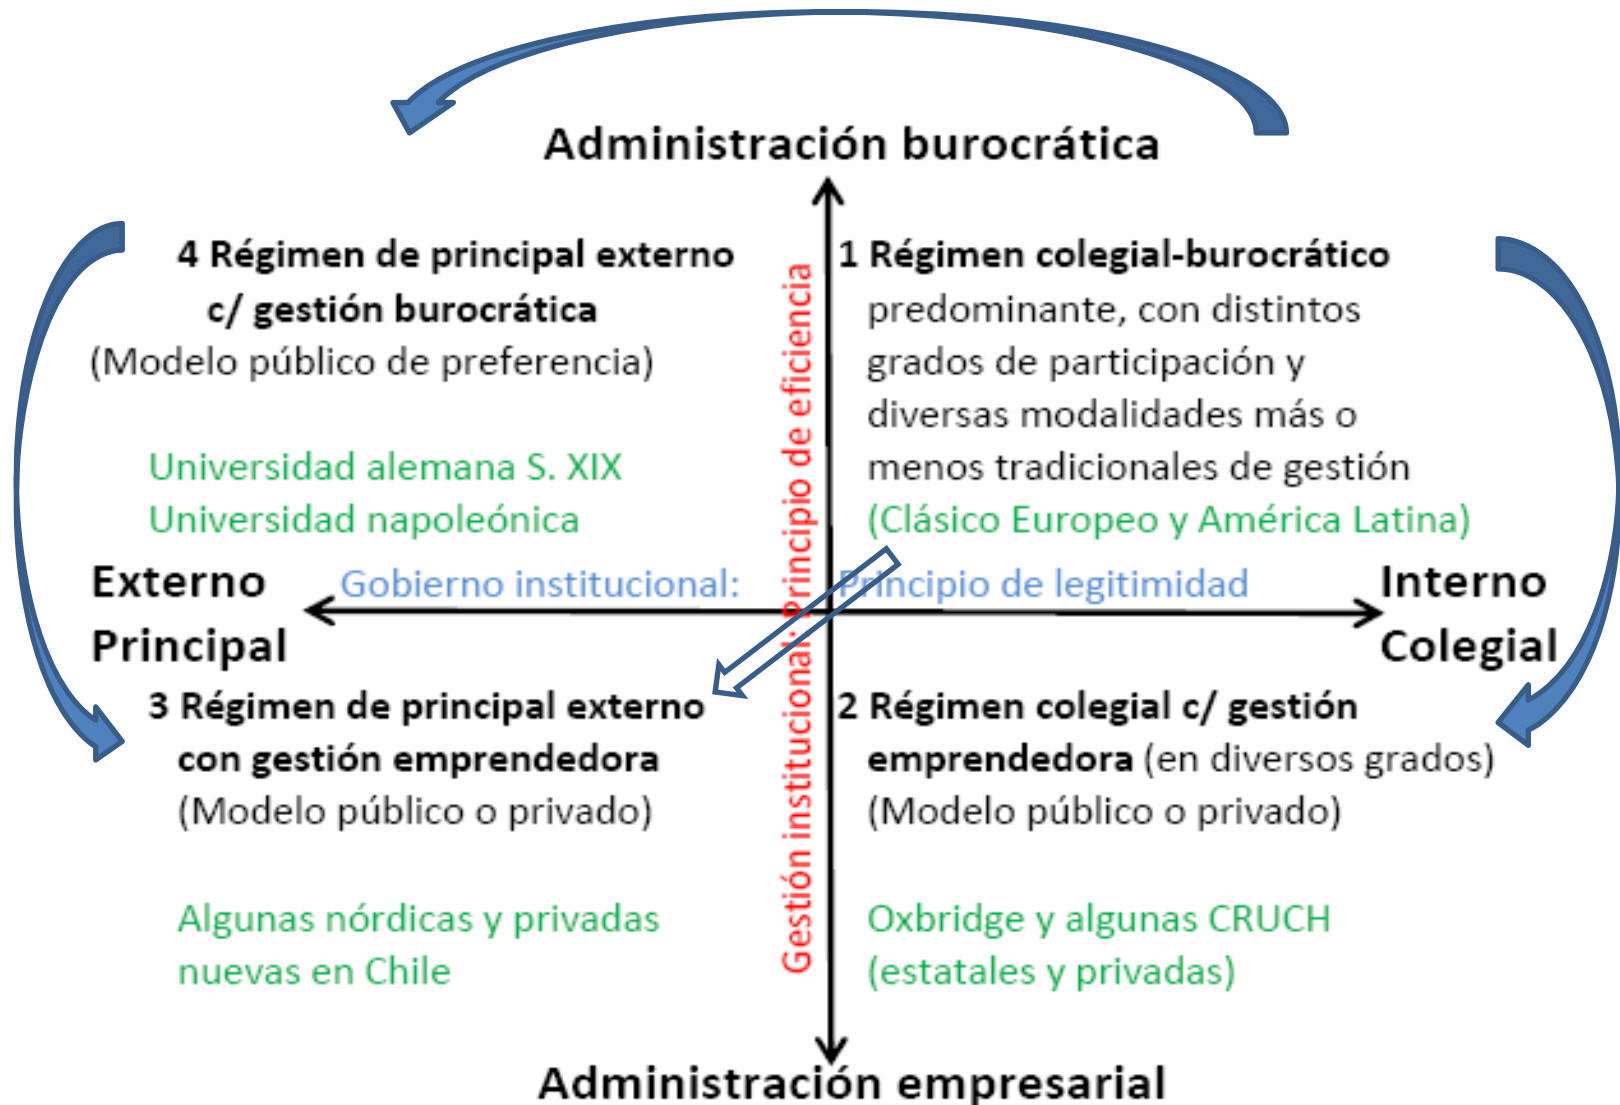 Administración burocrática
4 Régimen de principal externo
c/ gestión burocrática
(Modelo público de preferencia)
Universidad alemana S. XIX
Universidad napoleónica
1 Régimen colegial-burocrático
predominante, con distintos
grados de participación y
diversas modalidades más o
menos tradicionales de gestión
(Clásico Europeo y América Latina)
Externo
Principal
Gobierno institucional: Principio de legitimidad
Interno
Colegial
Gestión institucional: Principio de eficiencia
3 Régimen de principal externo
con gestión emprendedora
(Modelo público o privado)
Algunas nórdicas y privadas
nuevas en Chile
2 Régimen colegial c/ gestión
emprendedora (en diversos grados)
(Modelo público o privado)
Oxbridge y algunas CRUCH
(estatales y privadas)
Administración empresarial